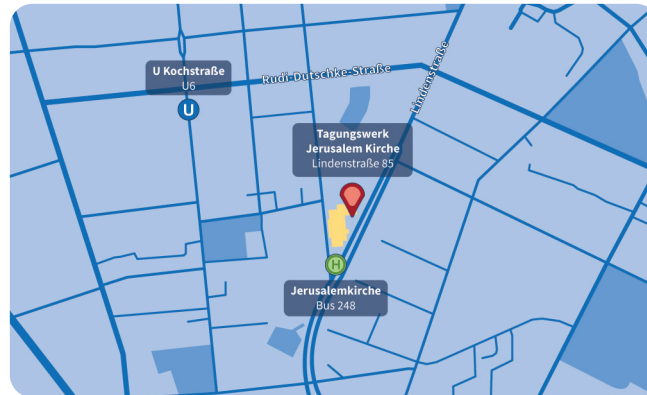 U Kochstraße
U6
U
Rudi-Dutschke-Straße
Lindenstraße
Tagungswerk
Jerusalem Kirche
Lindenstraße 85
H
Jerusalemkirche
Bus 248